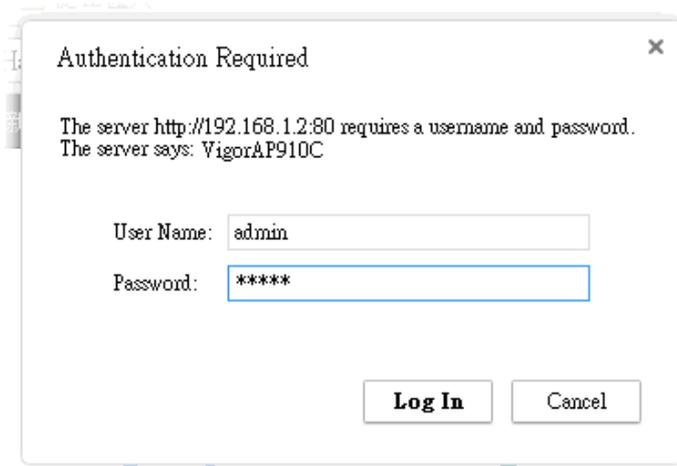 Authentication Required
The server http://192.168.1.2:80 requires a username and password.
The server says: VigorAP910C
User Name: admin
Password: *****
Log In Cancel